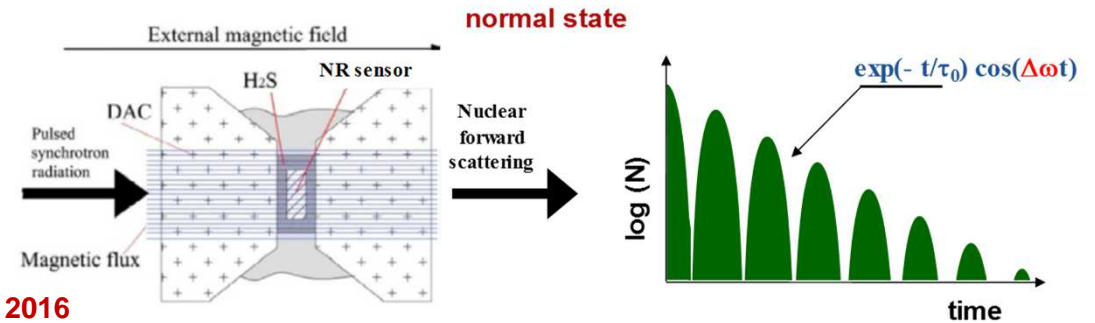 normal state
External magnetic field
NR sensor
H₂S
DAC
Pulsed
synchrotron
radiation
Magnetic flux
2016
Nuclear
forward
scattering
exp(- t/τ₀) cos(Δωt)
log (N)
time